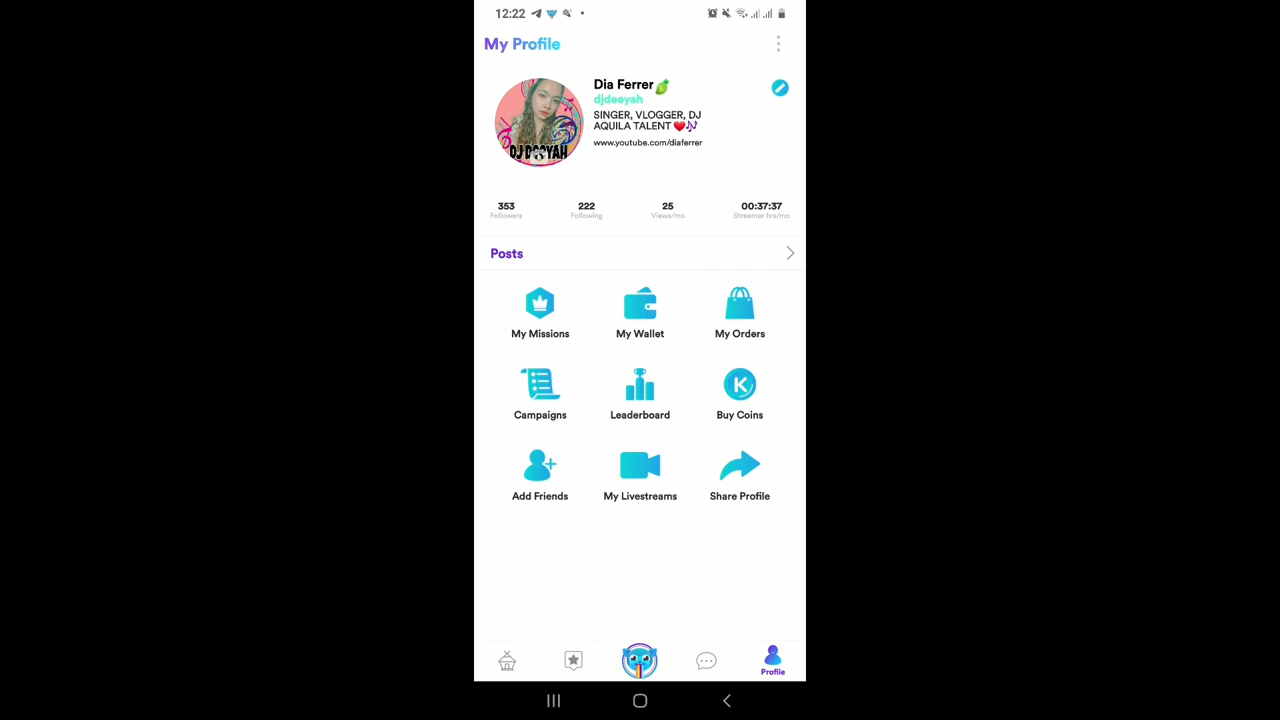 12:22
My Profile
Dia Ferrer
djdeeyah
SINGER, VLOGGER, DJ
AQUILA TALENT ❤️🎶
www.youtube.com/diaferrer
353 222 25 00:37:37
Followers Following Views/mo Streamer hrs/mo
Posts
My Missions My Wallet My Orders
Campaigns Leaderboard Buy Coins
Add Friends My Livestreams Share Profile
Profile